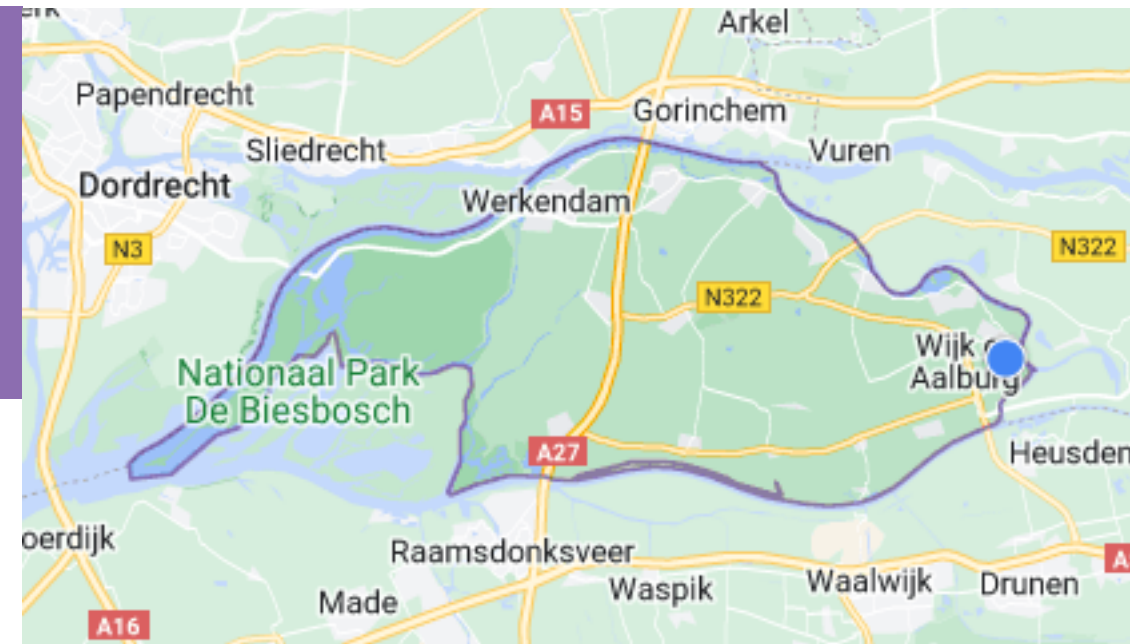 Arkel
Papendrecht
A15
Gorinchem
Sliedrecht
Vuren
Dordrecht
Werkendam
N3
N322
N322
Nationaal Park
De Biesbosch
Wijk
Aalburg
A27
Heusden
oerdijk
Raamsdonksveer
Waspik
Waalwijk
Drunen
Made
A16